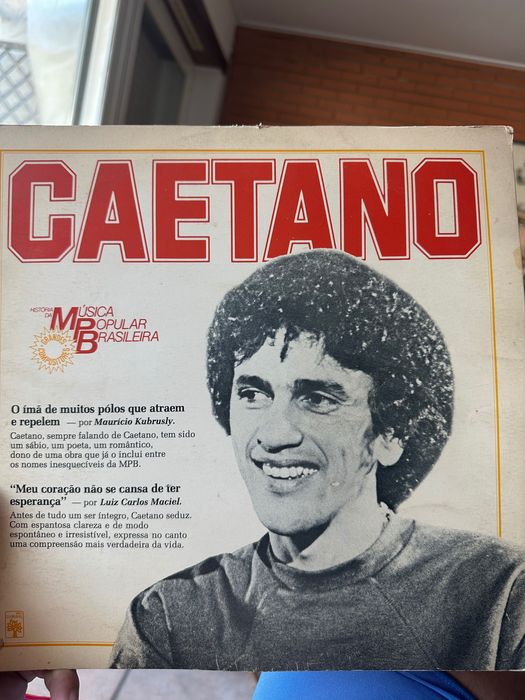 CAETANO
HISTÓRIA DA MÚSICA
POPULAR
BRASILEIRA
GRANDES COMPOSITORES
O ímã de muitos pólos que atraem
e repelem — por Maurício Kubrusly.
Caetano, sempre falando de Caetano, tem sido
um sábio, um poeta, um romântico,
dono de uma obra que já o inclui entre
os nomes inesquecíveis da MPB.
“Meu coração não se cansa de ter
esperança” — por Luiz Carlos Maciel.
Antes de tudo um ser íntegro, Caetano seduz.
Com espantosa clareza e de modo
espontâneo e irresistível, expressa no canto
uma compreensão mais verdadeira da vida.